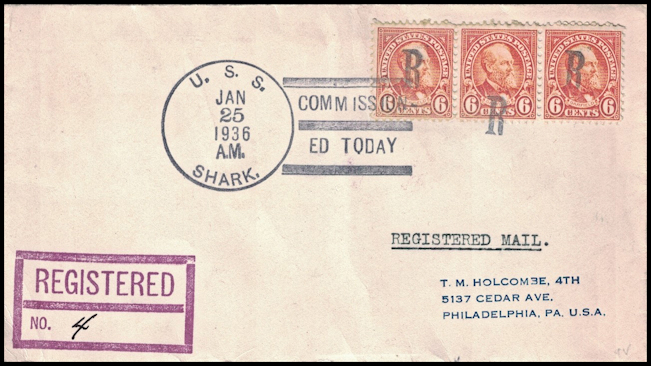 U. S. S.
JAN
25
1936
A.M.
SHARK.
COMMISSION
ED TODAY
UNITED STATES POSTAGE
6 CENTS 6
UNITED STATES POSTAGE
6 CENTS 6
UNITED STATES POSTAGE
6 CENTS 6
R
R
R
REGISTERED MAIL.
T. M. HOLCOMBE, 4TH
5137 CEDAR AVE.
PHILADELPHIA, PA. U.S.A.
REGISTERED
NO. 4